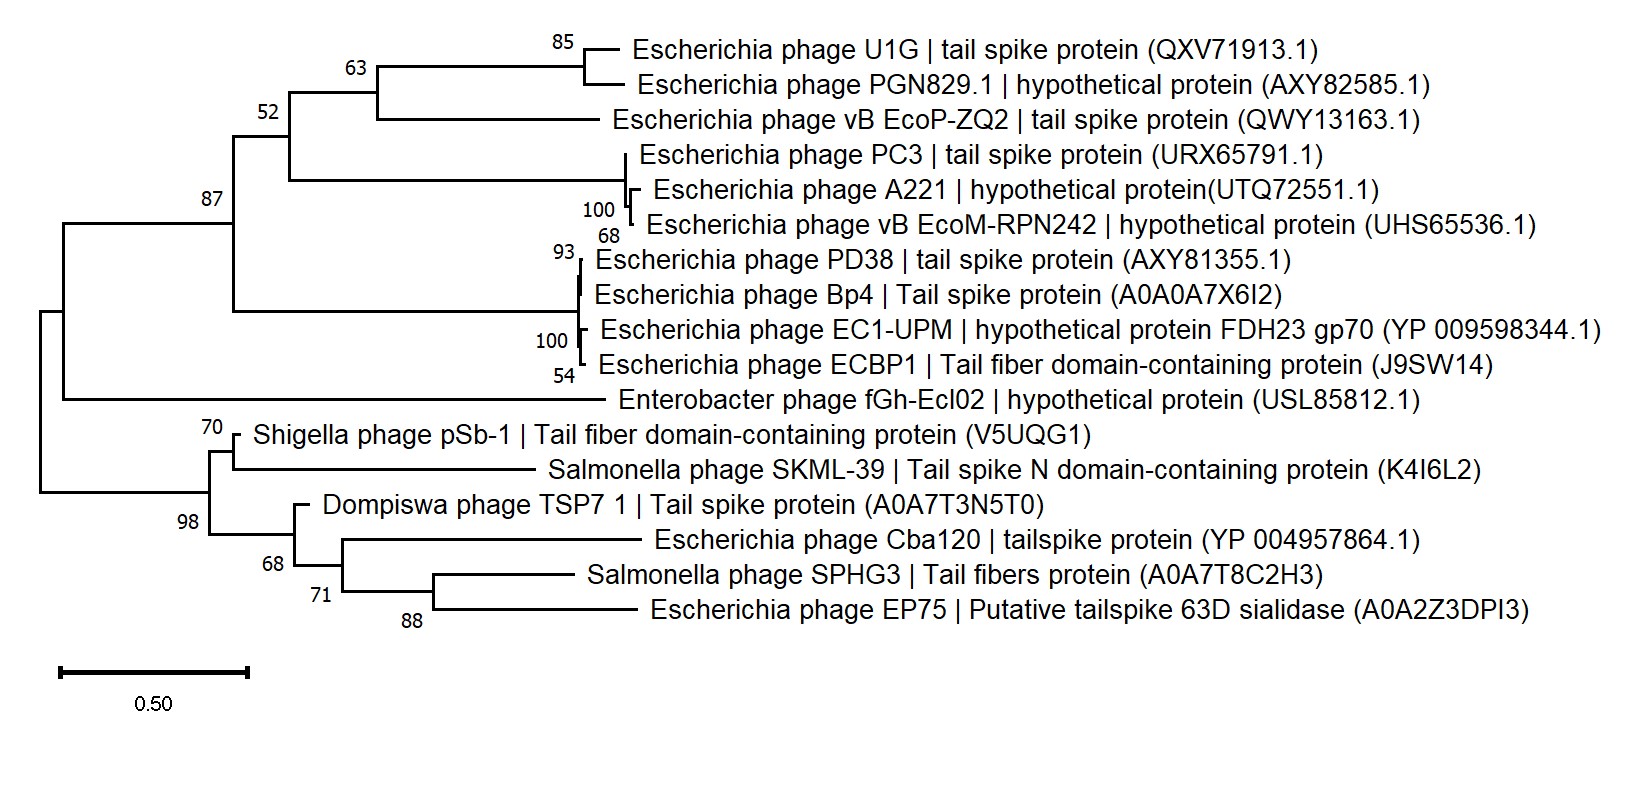 85
Escherichia phage U1G | tail spike protein (QXV71913.1)
63
Escherichia phage PGN829.1 | hypothetical protein (AXY82585.1)
52
Escherichia phage vB EcoP-ZQ2 | tail spike protein (QWY13163.1)
Escherichia phage PC3 | tail spike protein (URX65791.1)
87
Escherichia phage A221 | hypothetical protein(UTQ72551.1)
100
Escherichia phage vB EcoM-RPN242 | hypothetical protein (UHS65536.1)
68
93
Escherichia phage PD38 | tail spike protein (AXY81355.1)
Escherichia phage Bp4 | Tail spike protein (A0A0A7X6I2)
Escherichia phage EC1-UPM | hypothetical protein FDH23 gp70 (YP 009598344.1)
100
Escherichia phage ECBP1 | Tail fiber domain-containing protein (J9SW14)
54
Enterobacter phage fGh-Ecl02 | hypothetical protein (USL85812.1)
70
Shigella phage pSb-1 | Tail fiber domain-containing protein (V5UQG1)
Salmonella phage SKML-39 | Tail spike N domain-containing protein (K4I6L2)
Dompiswa phage TSP7 1 | Tail spike protein (A0A7T3N5T0)
98
Escherichia phage Cba120 | tailspike protein (YP 004957864.1)
68
Salmonella phage SPHG3 | Tail fibers protein (A0A7T8C2H3)
71
Escherichia phage EP75 | Putative tailspike 63D sialidase (A0A2Z3DPI3)
88
0.50